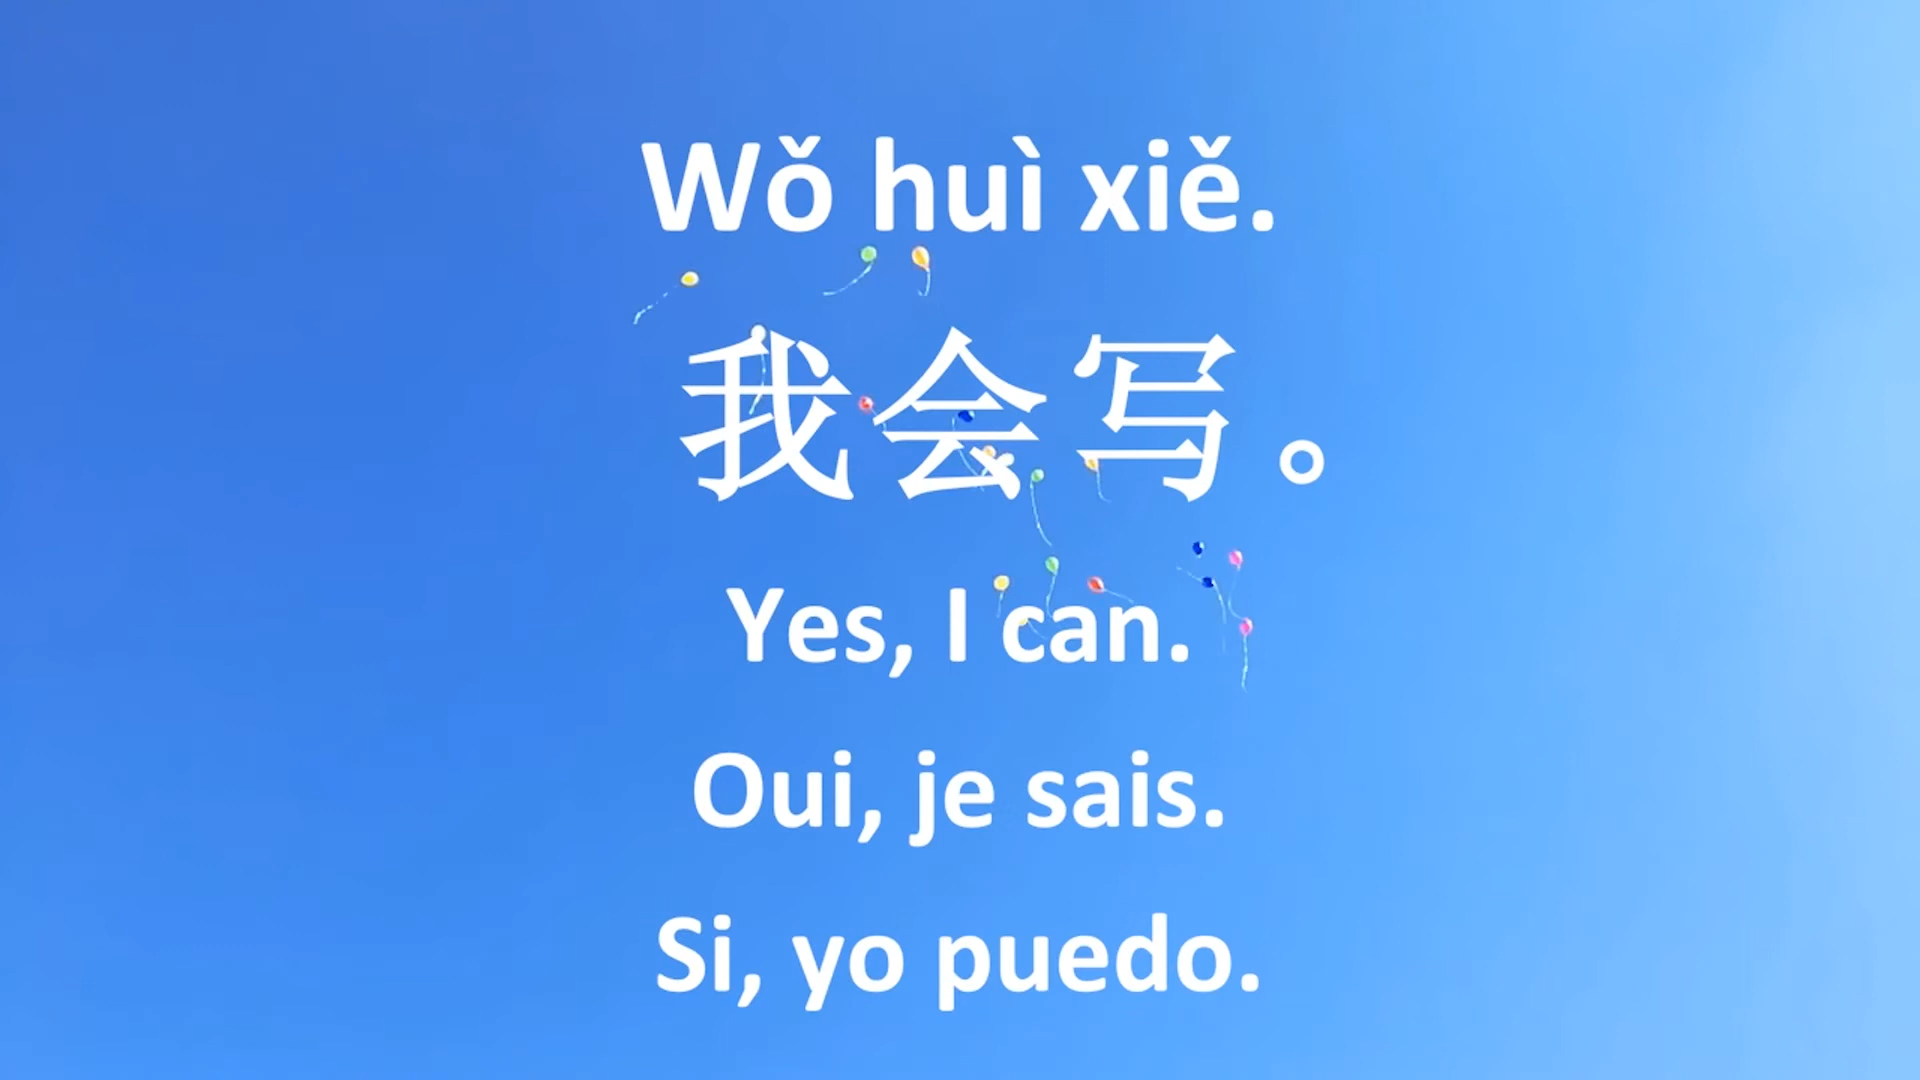 Wǒ huì xiě.
我会写。
Yes, I can.
Oui, je sais.
Si, yo puedo.